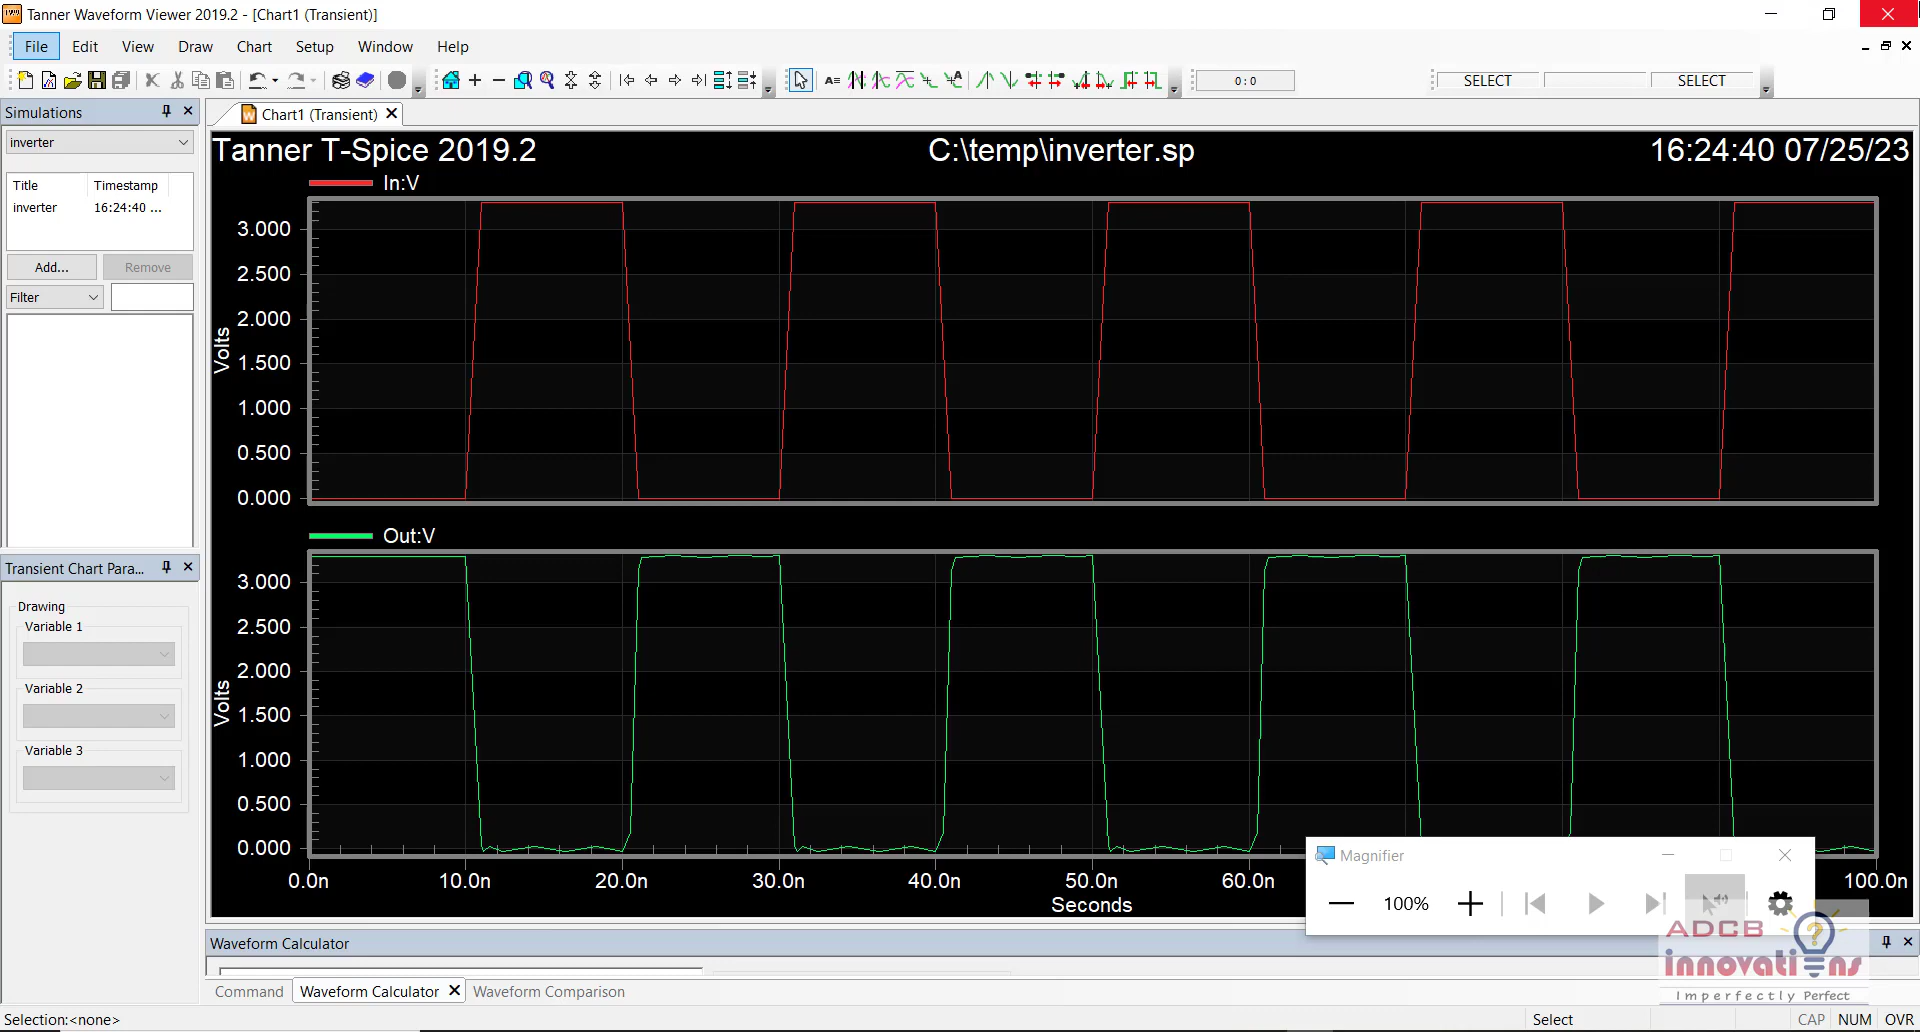 Tanner Waveform Viewer 2019.2 - [Chart1 (Transient)]
File Edit View Draw Chart Setup Window Help
0 : 0
SELECT SELECT
Simulations
inverter
Title Timestamp
inverter 16:24:40 ...
Add... Remove
Filter
Transient Chart Para...
Drawing
Variable 1
Variable 2
Variable 3
Chart1 (Transient)
Tanner T-Spice 2019.2 C:\temp\inverter.sp 16:24:40 07/25/23
In:V
3.000
2.500
2.000
1.500
1.000
0.500
0.000
Volts
Out:V
3.000
2.500
2.000
1.500
1.000
0.500
0.000
Volts
0.0n 10.0n 20.0n 30.0n 40.0n 50.0n 60.0n 100.0n
Seconds
Magnifier
100%
ADCB
innovations
Imperfectly Perfect
Waveform Calculator
Command Waveform Calculator Waveform Comparison
Selection:<none> Select CAP NUM OVR